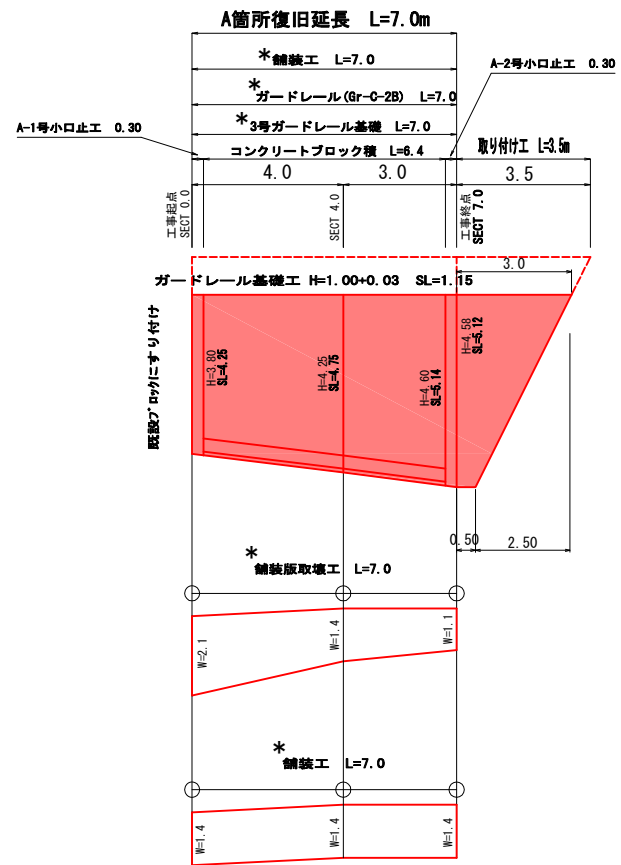 A箇所復旧延長 L=7.0m
*舗装工 L=7.0
A-2号小口止工 0.30
*ガードレール(Gr-C-2B) L=7.0
A-1号小口止工 0.30
*3号ガードレール基礎 L=7.0
コンクリートブロック積 L=6.4
取り付け工 L=3.5m
4.0
3.0
3.5
工事起点
SECT 0.0
SECT 4.0
工事終点
SECT 7.0
3.0
ガードレール基礎工 H=1.00+0.03 SL=1.15
既設ブロックにすり付け
H=3.80
SL=4.25
H=4.25
SL=4.75
H=4.60
SL=5.14
H=4.58
SL=5.12
0.50
2.50
*舗装版取壊工 L=7.0
W=2.1
W=1.4
W=1.1
*舗装工 L=7.0
W=1.4
W=1.4
W=1.4